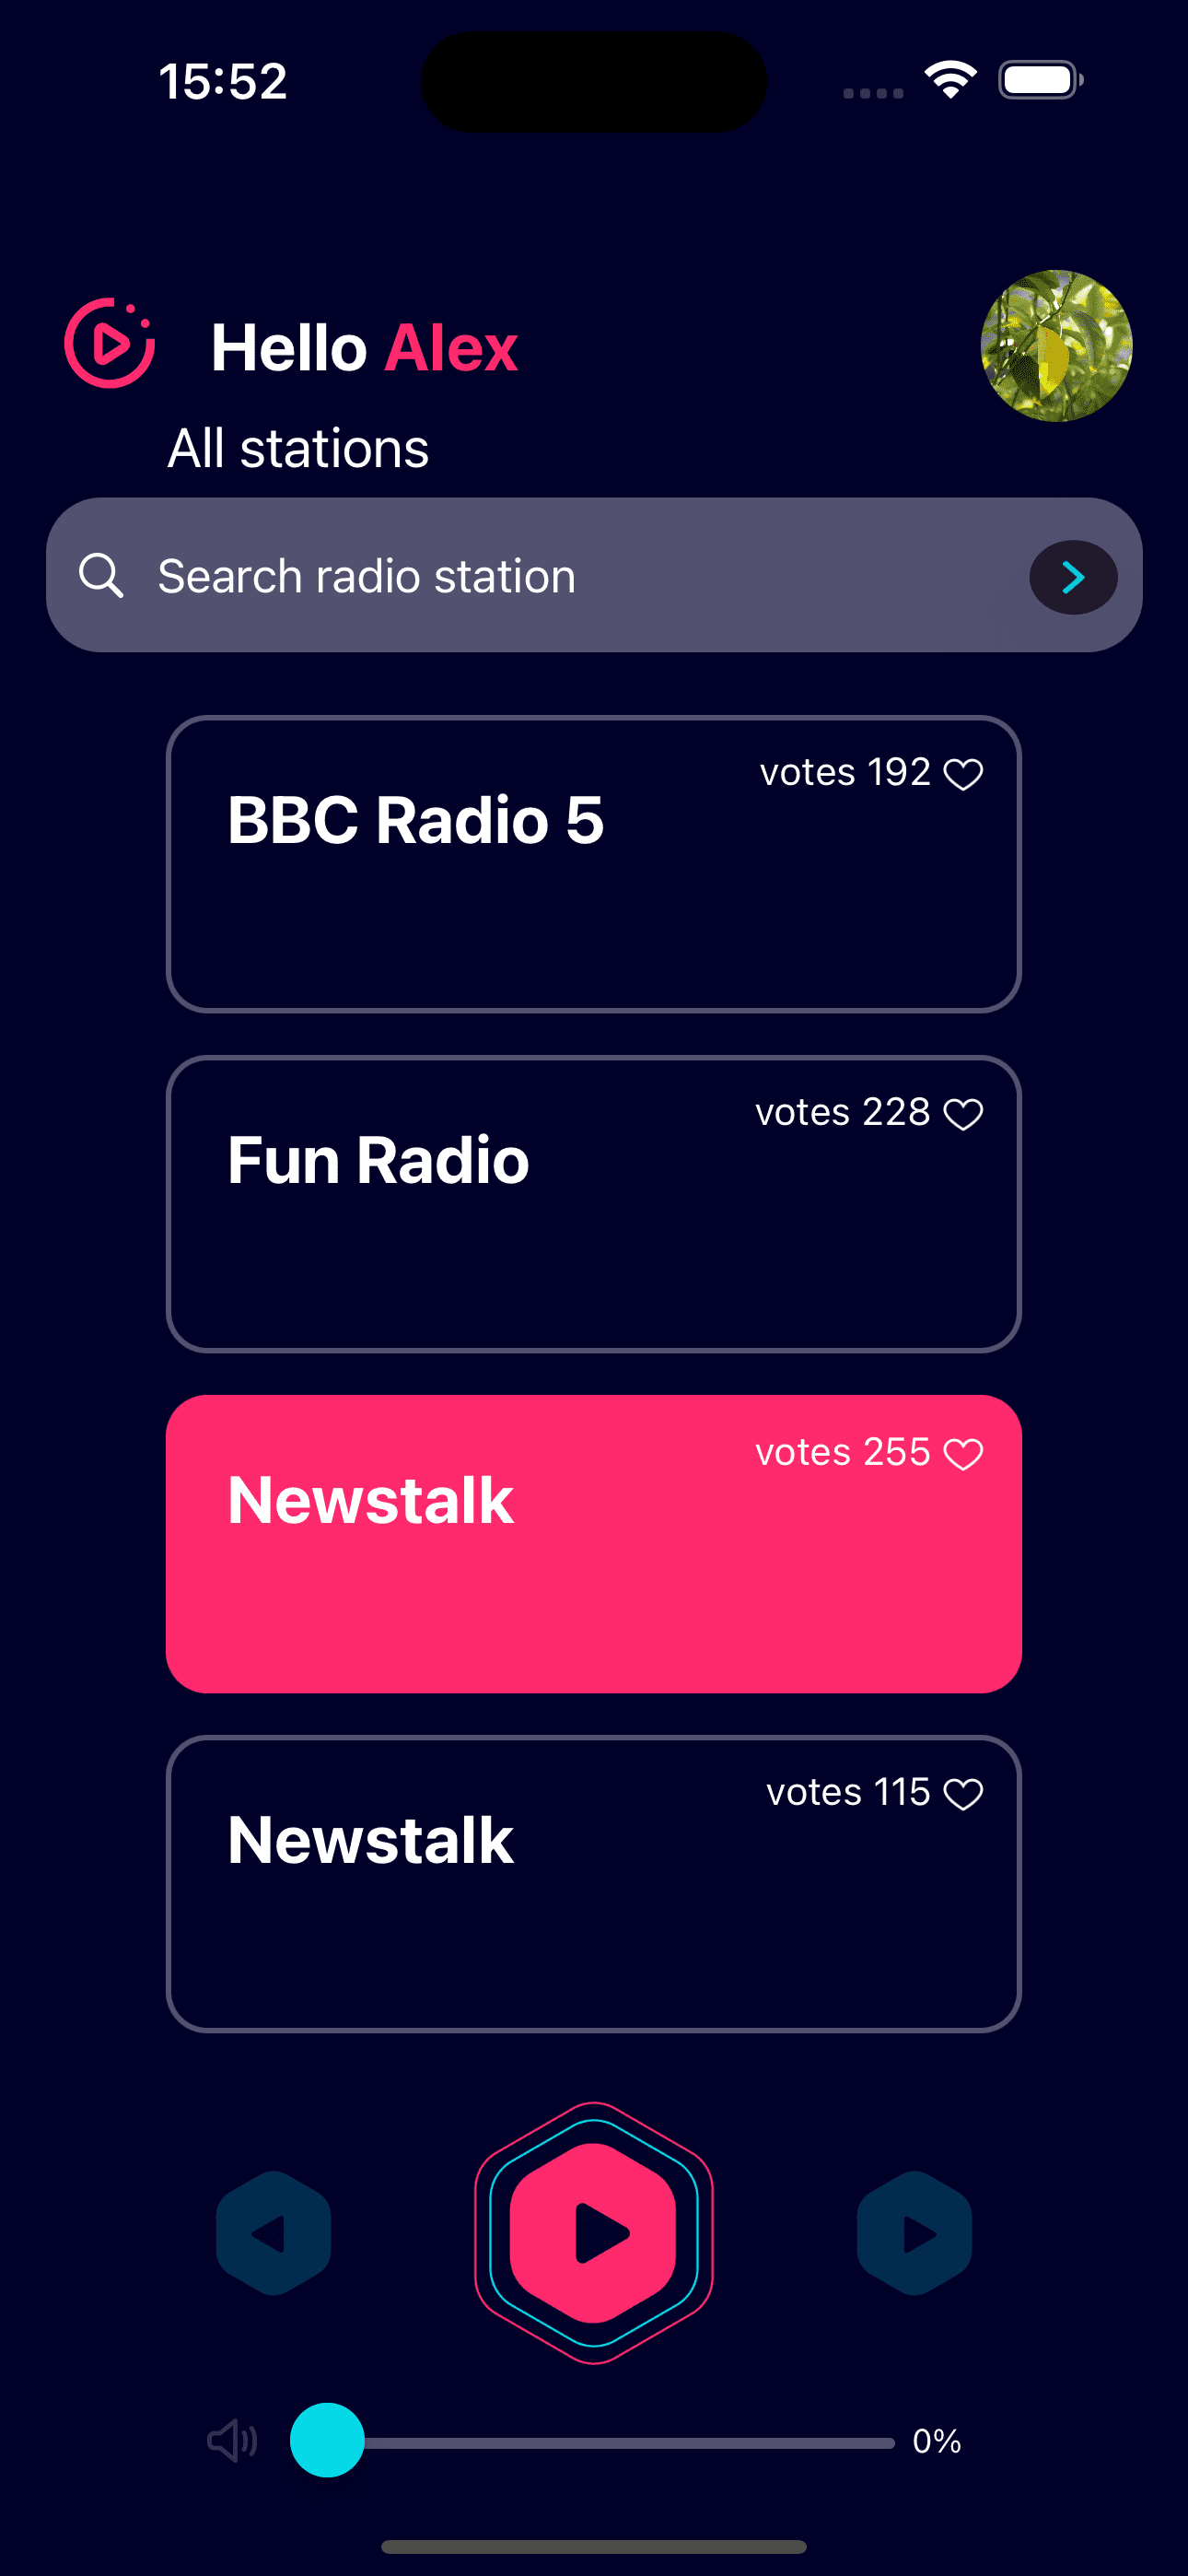 15:52
Hello Alex
All stations
Search radio station
votes 192
BBC Radio 5
votes 228
Fun Radio
votes 255
Newstalk
votes 115
Newstalk
0%